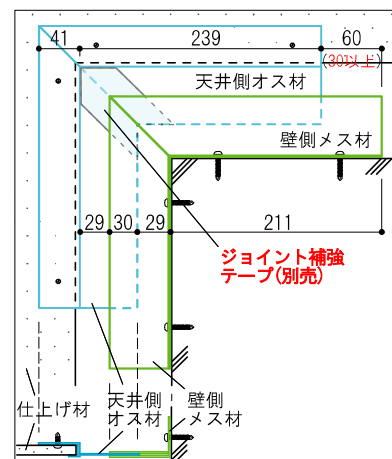 41 239 60
(30以上)
天井側オス材
壁側メス材
29 30 29 211
ジョイント補強
テープ(別売)
仕上げ材
天井側
オス材
壁側
メス材